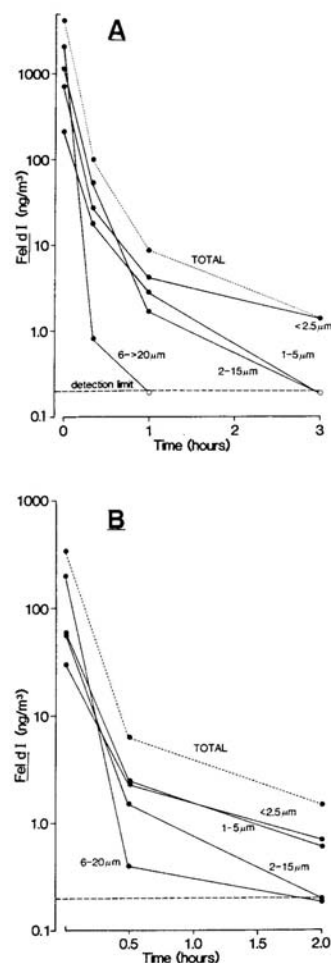 A
1000
100
10
1.0
0.1
Fel d I (ng/m³)
TOTAL
<2.5μm
1-5μm
2-15μm
6->20μm
detection limit
0 1 2 3
Time (hours)
B
1000
100
10
1.0
0.1
Fel d I (ng/m³)
TOTAL
<2.5μm
1-5μm
2-15μm
6-20μm
0.5 1.0 2.0
Time (hours)